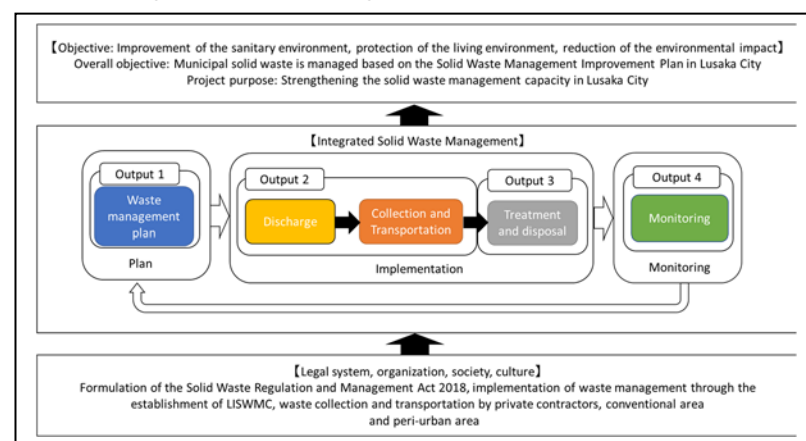 【Objective: Improvement of the sanitary environment, protection of the living environment, reduction of the environmental impact】
Overall objective: Municipal solid waste is managed based on the Solid Waste Management Improvement Plan in Lusaka City
Project purpose: Strengthening the solid waste management capacity in Lusaka City
【Integrated Solid Waste Management】
Output 1
Waste
management
plan
Plan
Output 2
Discharge
Collection and
Transportation
Output 3
Treatment
and disposal
Implementation
Output 4
Monitoring
Monitoring
【Legal system, organization, society, culture】
Formulation of the Solid Waste Regulation and Management Act 2018, implementation of waste management through the
establishment of LISWMC, waste collection and transportation by private contractors, conventional area
and peri-urban area